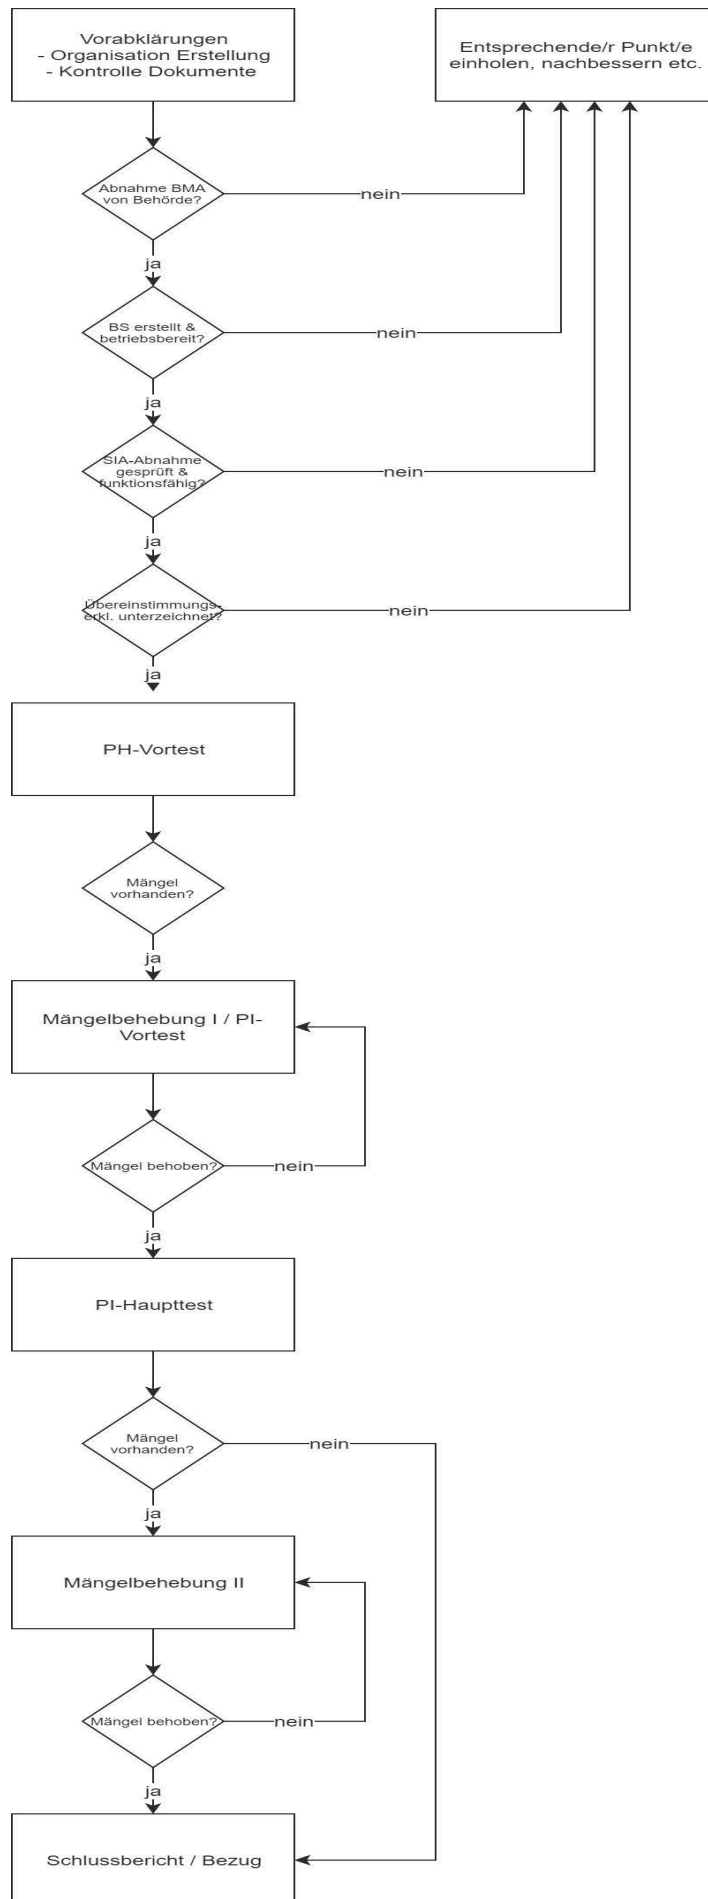 Vorabklärungen
- Organisation Erstellung
- Kontrolle Dokumente
Entsprechende/r Punkt/e
einholen, nachbessern etc.
Abnahme BMA
von Behörde?
nein
ja
BS erstellt &
betriebsbereit?
nein
ja
SIA-Abnahme
gesprüft &
funktionsfähig?
nein
ja
Übereinstimmungs-
erkl. unterzeichnet?
nein
ja
PH-Vortest
Mängel
vorhanden?
ja
Mängelbehebung I / PI-
Vortest
Mängel behoben?
nein
ja
PI-Haupttest
Mängel
vorhanden?
nein
ja
Mängelbehebung II
Mängel behoben?
nein
ja
Schlussbericht / Bezug